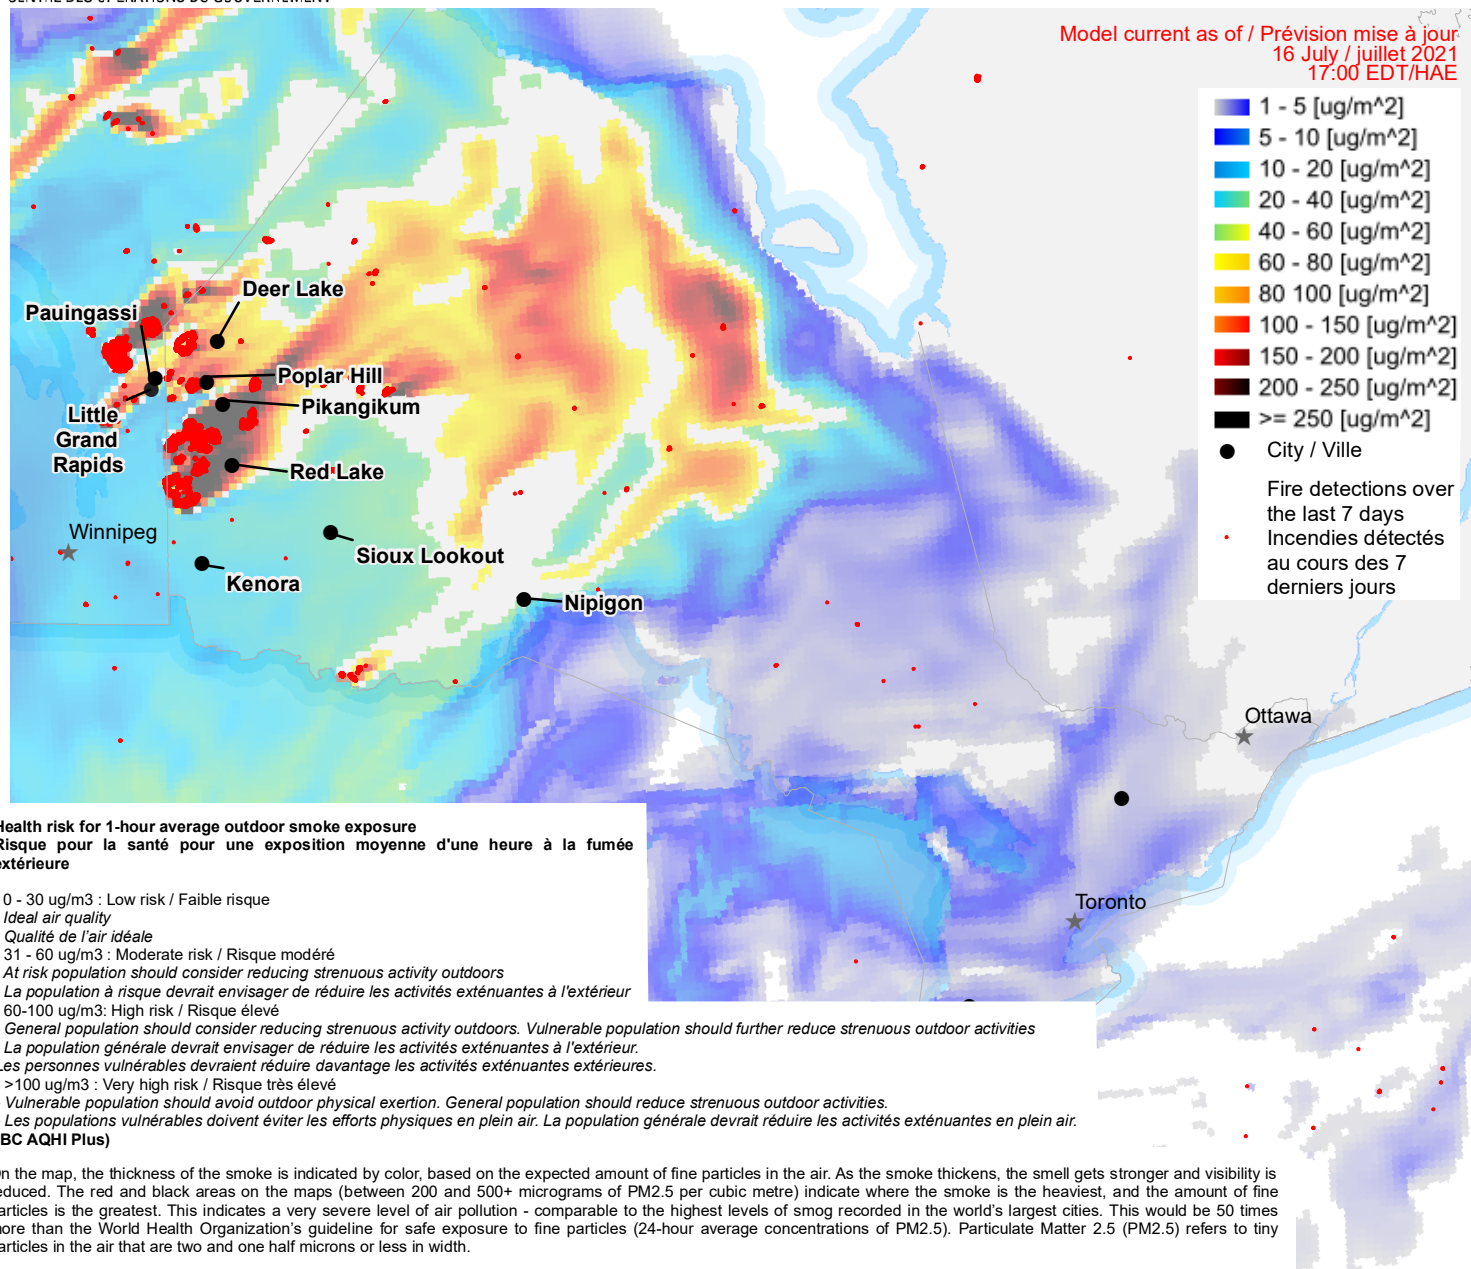 Model current as of / Prévision mise à jour
16 July / juillet 2021
17:00 EDT/HAE
1 - 5 [ug/m^2]
5 - 10 [ug/m^2]
10 - 20 [ug/m^2]
20 - 40 [ug/m^2]
40 - 60 [ug/m^2]
60 - 80 [ug/m^2]
80 100 [ug/m^2]
100 - 150 [ug/m^2]
150 - 200 [ug/m^2]
200 - 250 [ug/m^2]
>= 250 [ug/m^2]
City / Ville
Fire detections over
the last 7 days
Incendies détectés
au cours des 7
derniers jours
Deer Lake
Pauingassi
Poplar Hill
Pikangikum
Little
Grand
Rapids
Red Lake
Winnipeg
Sioux Lookout
Kenora
Nipigon
Ottawa
Toronto
Health risk for 1-hour average outdoor smoke exposure
Risque pour la santé pour une exposition moyenne d'une heure à la fumée
extérieure
0 - 30 ug/m3 : Low risk / Faible risque
Ideal air quality
Qualité de l'air idéale
31 - 60 ug/m3 : Moderate risk / Risque modéré
At risk population should consider reducing strenuous activity outdoors
La population à risque devrait envisager de réduire les activités exténuantes à l'extérieur
60-100 ug/m3: High risk / Risque élevé
General population should consider reducing strenuous activity outdoors. Vulnerable population should further reduce strenuous outdoor activities
La population générale devrait envisager de réduire les activités exténuantes à l'extérieur.
Les personnes vulnérables devraient réduire davantage les activités exténuantes extérieures.
>100 ug/m3 : Very high risk / Risque très élevé
Vulnerable population should avoid outdoor physical exertion. General population should reduce strenuous outdoor activities.
Les populations vulnérables doivent éviter les efforts physiques en plein air. La population générale devrait réduire les activités exténuantes en plein air.
BC AQHI Plus)
On the map, the thickness of the smoke is indicated by color, based on the expected amount of fine particles in the air. As the smoke thickens, the smell gets stronger and visibility is
reduced. The red and black areas on the maps (between 200 and 500+ micrograms of PM2.5 per cubic metre) indicate where the smoke is the heaviest, and the amount of fine
particles is the greatest. This indicates a very severe level of air pollution - comparable to the highest levels of smog recorded in the world's largest cities. This would be 50 times
more than the World Health Organization's guideline for safe exposure to fine particles (24-hour average concentrations of PM2.5). Particulate Matter 2.5 (PM2.5) refers to tiny
particles in the air that are two and one half microns or less in width.